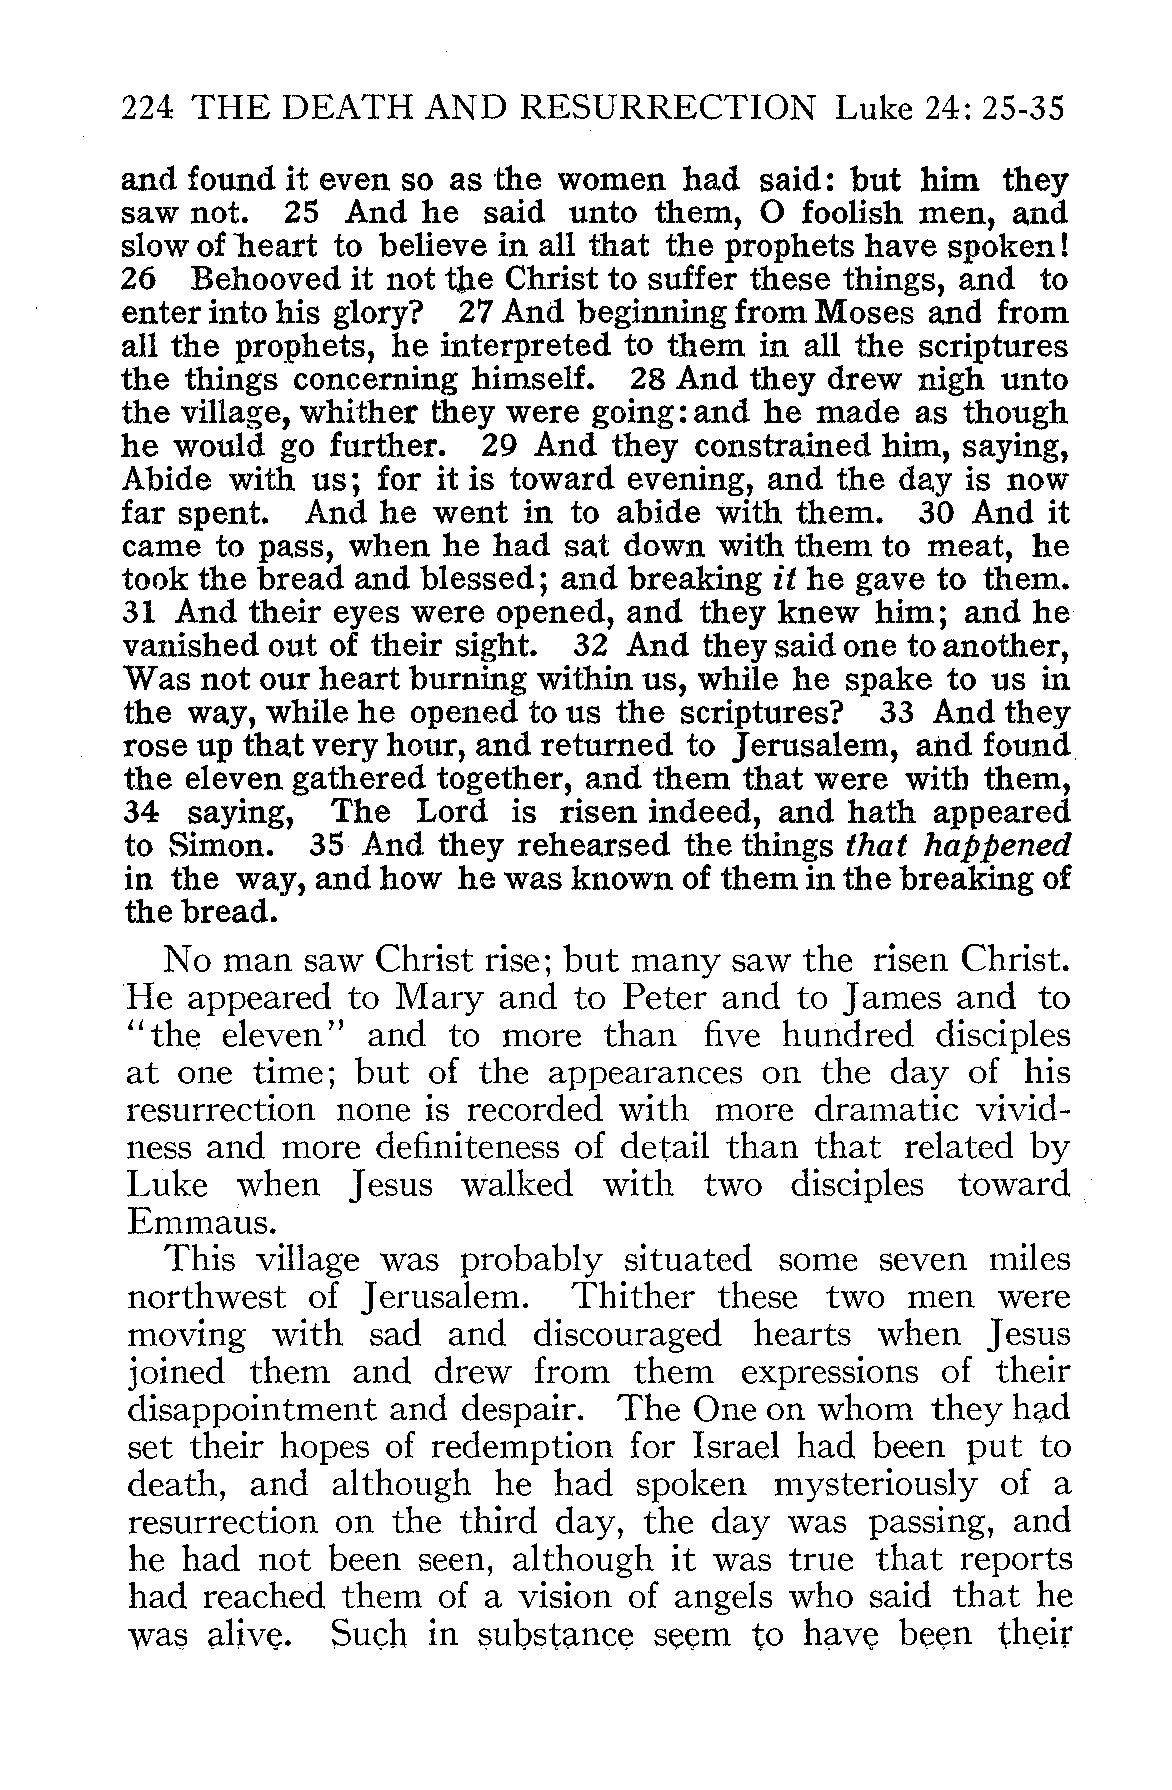 224 THE DEATH AND RESURRECTION Luke 24: 25-35
and found it even so as the women had said: but him they
saw not. 25 And he said unto them, O foolish men, and
slow of heart to believe in all that the prophets have spoken!
26 Behooved it not the Christ to suffer these things, and to
enter into his glory? 27 And beginning from Moses and from
all the prophets, he interpreted to them in all the scriptures
the things concerning himself. 28 And they drew nigh unto
the village, whither they were going: and he made as though
he would go further. 29 And they constrained him, saying,
Abide with us; for it is toward evening, and the day is now
far spent. And he went in to abide with them. 30 And it
came to pass, when he had sat down with them to meat, he
took the bread and blessed; and breaking it he gave to them.
31 And their eyes were opened, and they knew him; and he
vanished out of their sight. 32 And they said one to another,
Was not our heart burning within us, while he spake to us in
the way, while he opened to us the scriptures? 33 And they
rose up that very hour, and returned to Jerusalem, and found
the eleven gathered together, and them that were with them,
34 saying, The Lord is risen indeed, and hath appeared
to Simon. 35 And they rehearsed the things that happened
in the way, and how he was known of them in the breaking of
the bread.
No man saw Christ rise; but many saw the risen Christ.
He appeared to Mary and to Peter and to James and to
"the eleven" and to more than five hundred disciples
at one time; but of the appearances on the day of his
resurrection none is recorded with more dramatic vivid-
ness and more definiteness of detail than that related by
Luke when Jesus walked with two disciples toward
Emmaus.
This village was probably situated some seven miles
northwest of Jerusalem. Thither these two men were
moving with sad and discouraged hearts when Jesus
joined them and drew from them expressions of their
disappointment and despair. The One on whom they had
set their hopes of redemption for Israel had been put to
death, and although he had spoken mysteriously of a
resurrection on the third day, the day was passing, and
he had not been seen, although it was true that reports
had reached them of a vision of angels who said that he
was alive. Such in substance seem to have been their